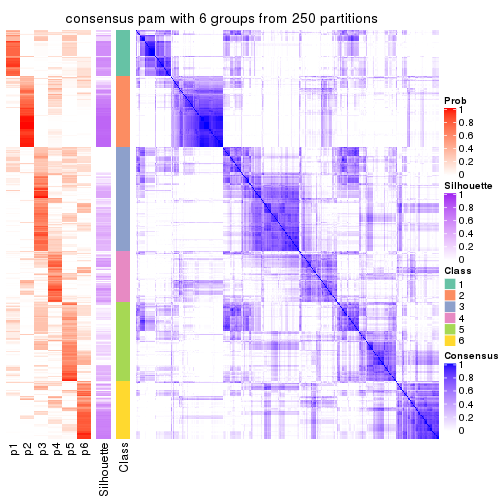 consensus pam with 6 groups from 250 partitions
Prob
1
0.8
0.6
0.4
0.2
0
Silhouette
1
0.8
0.6
0.4
0.2
0
Class
1
2
3
4
5
6
Consensus
1
0.8
0.6
0.4
0.2
0
p1
p2
p3
p4
p5
p6
Silhouette
Class